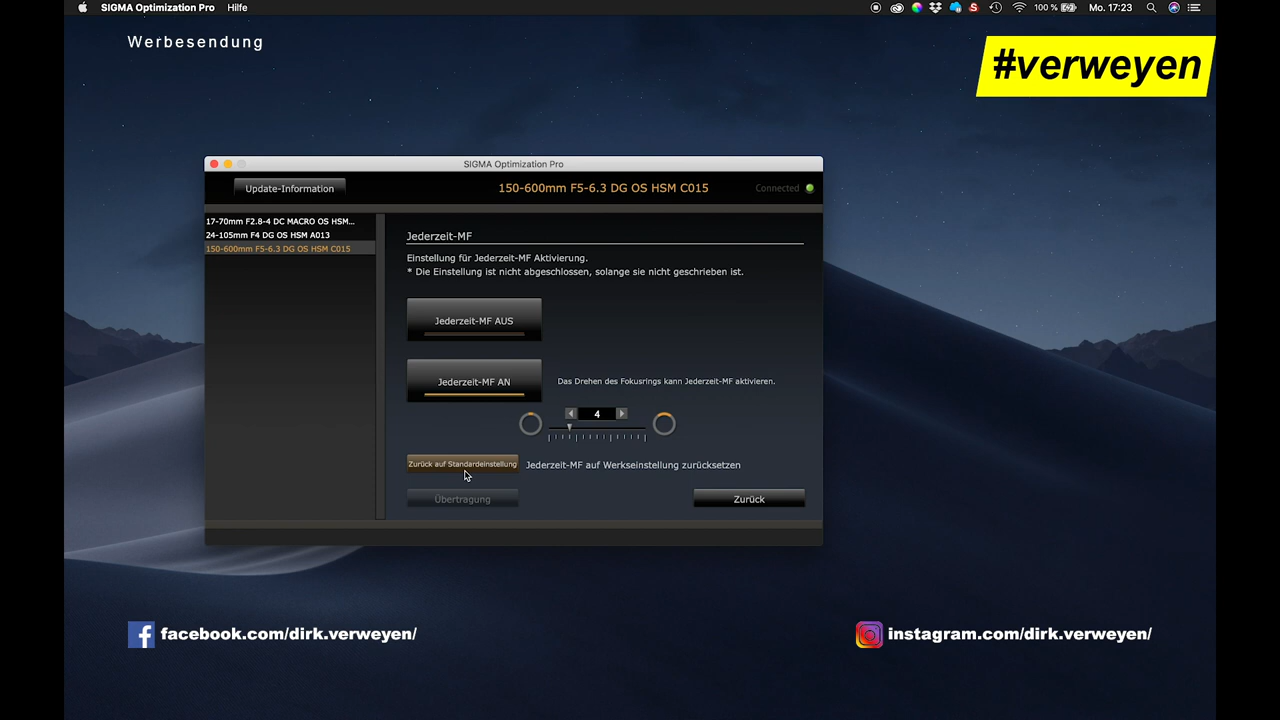 SIGMA Optimization Pro Hilfe 100 % Mo. 17:23
Werbesendung
#verweyen
SIGMA Optimization Pro
Update-Information
150-600mm F5-6.3 DG OS HSM C015
Connected
17-70mm F2.8-4 DC MACRO OS HSM...
24-105mm F4 DG OS HSM A013
150-600mm F5-6.3 DG OS HSM C015
Jederzeit-MF
Einstellung für Jederzeit-MF Aktivierung.
* Die Einstellung ist nicht abgeschlossen, solange sie nicht geschrieben ist.
Jederzeit-MF AUS
Jederzeit-MF AN
Das Drehen des Fokusrings kann Jederzeit-MF aktivieren.
4
Zurück auf Standardeinstellung
Jederzeit-MF auf Werkseinstellung zurücksetzen
Übertragung
Zurück
facebook.com/dirk.verweyen/
instagram.com/dirk.verweyen/